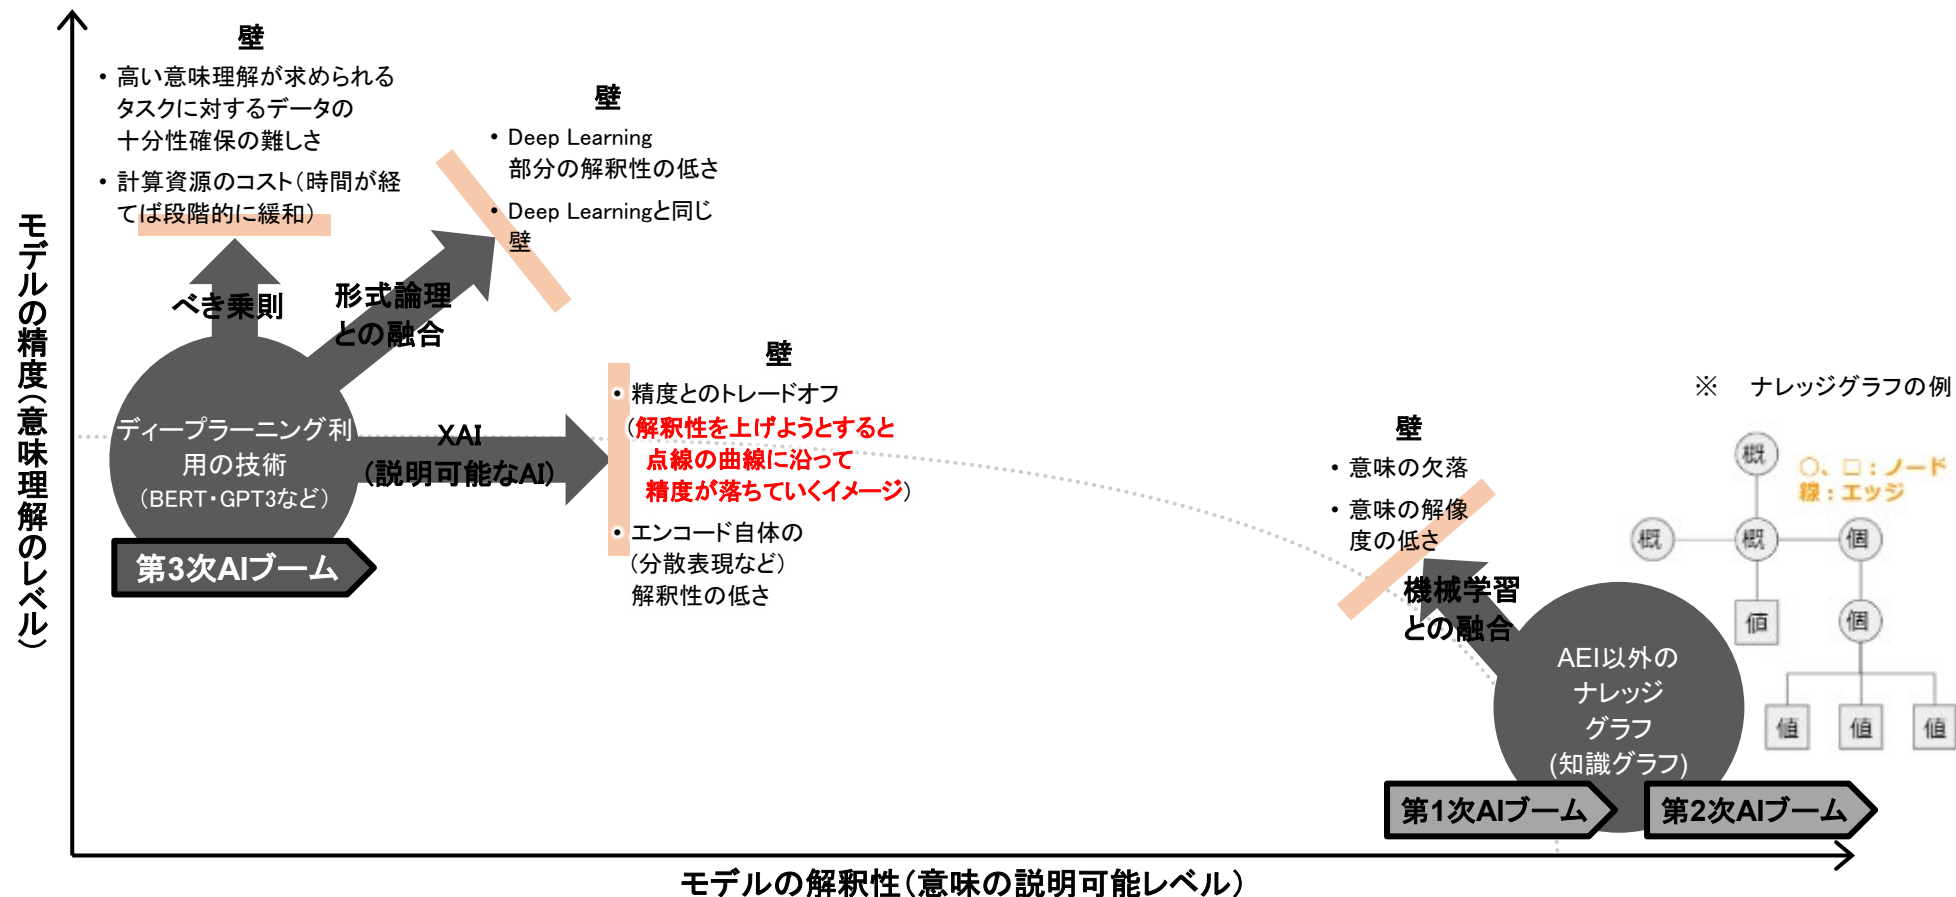 壁
・高い意味理解が求められる
タスクに対するデータの
十分性確保の難しさ
・計算資源のコスト（時間が経
てば段階的に緩和）
壁
・Deep Learning
部分の解釈性の低さ
・Deep Learningと同じ
壁
モデルの精度（意味理解のレベル）
べき乗則
形式論理
との融合
ディープラーニング利
用の技術
（BERT・GPT3など）
第3次AIブーム
XAI
（説明可能なAI）
壁
・精度とのトレードオフ
（解釈性を上げようとすると
点線の曲線に沿って
精度が落ちていくイメージ）
・エンコード自体の
（分散表現など）
解釈性の低さ
壁
・意味の欠落
・意味の解像
度の低さ
機械学習
との融合
AEI以外の
ナレッジ
グラフ
(知識グラフ)
第1次AIブーム
第2次AIブーム
※　ナレッジグラフの例
概
○、□：ノード
線：エッジ
概 概 個
値 個
値 値 値
モデルの解釈性（意味の説明可能レベル）